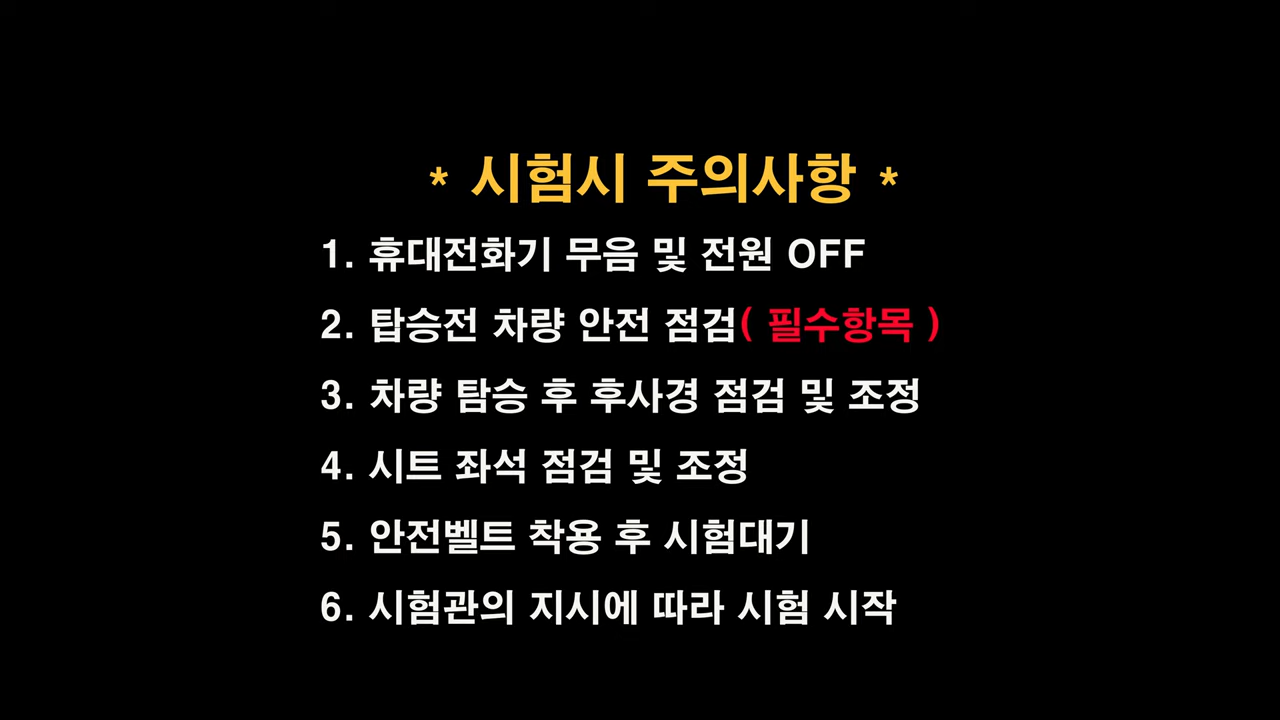 * 시험시 주의사항 *
1. 휴대전화기 무음 및 전원 OFF
2. 탑승전 차량 안전 점검( 필수항목 )
3. 차량 탐승 후 후사경 점검 및 조정
4. 시트 좌석 점검 및 조정
5. 안전벨트 착용 후 시험대기
6. 시험관의 지시에 따라 시험 시작